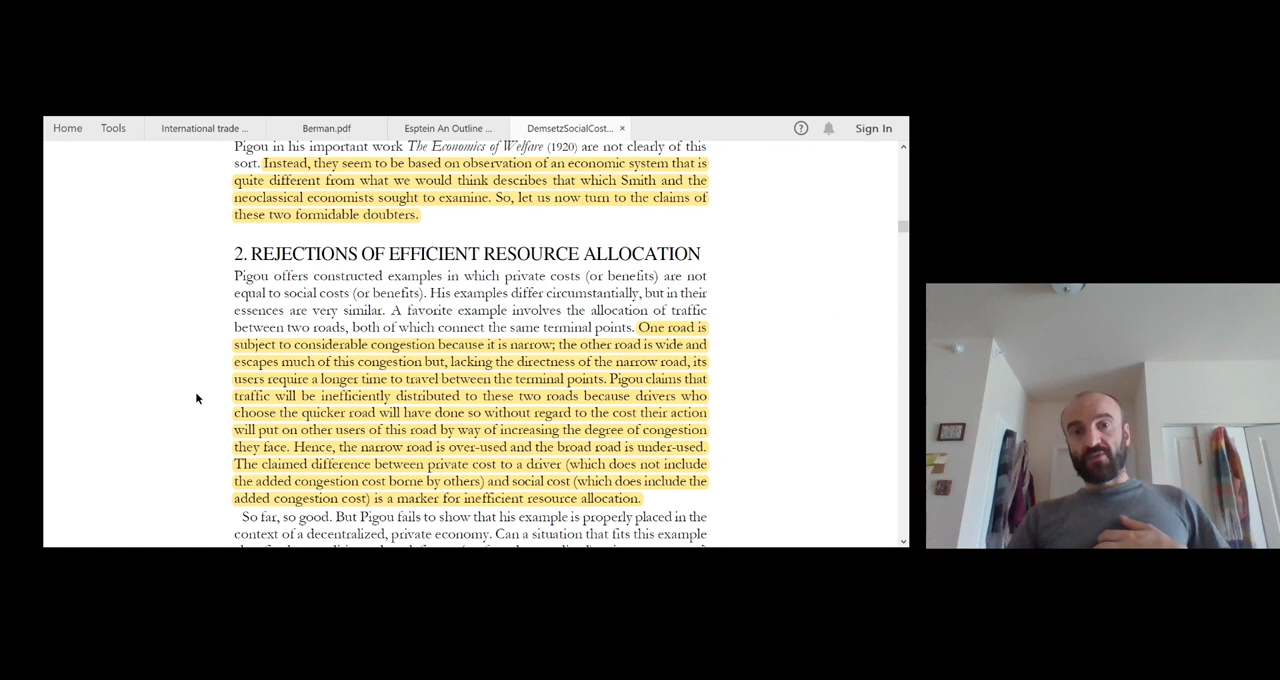 Home Tools International trade ... Berman.pdf Esptein An Outline ... DemsetzSocialCost... × ? Sign In
Pigou in his important work The Economics of Welfare (1920) are not clearly of this
sort. Instead, they seem to be based on observation of an economic system that is
quite different from what we would think describes that which Smith and the
neoclassical economists sought to examine. So, let us now turn to the claims of
these two formidable doubters.
2. REJECTIONS OF EFFICIENT RESOURCE ALLOCATION
Pigou offers constructed examples in which private costs (or benefits) are not
equal to social costs (or benefits). His examples differ circumstantially, but in their
essences are very similar. A favorite example involves the allocation of traffic
between two roads, both of which connect the same terminal points. One road is
subject to considerable congestion because it is narrow; the other road is wide and
escapes much of this congestion but, lacking the directness of the narrow road, its
users require a longer time to travel between the terminal points. Pigou claims that
traffic will be inefficiently distributed to these two roads because drivers who
choose the quicker road will have done so without regard to the cost their action
will put on other users of this road by way of increasing the degree of congestion
they face. Hence, the narrow road is over-used and the broad road is under-used.
The claimed difference between private cost to a driver (which does not include
the added congestion cost borne by others) and social cost (which does include the
added congestion cost) is a marker for inefficient resource allocation.
So far, so good. But Pigou fails to show that his example is properly placed in the
context of a decentralized, private economy. Can a situation that fits this example